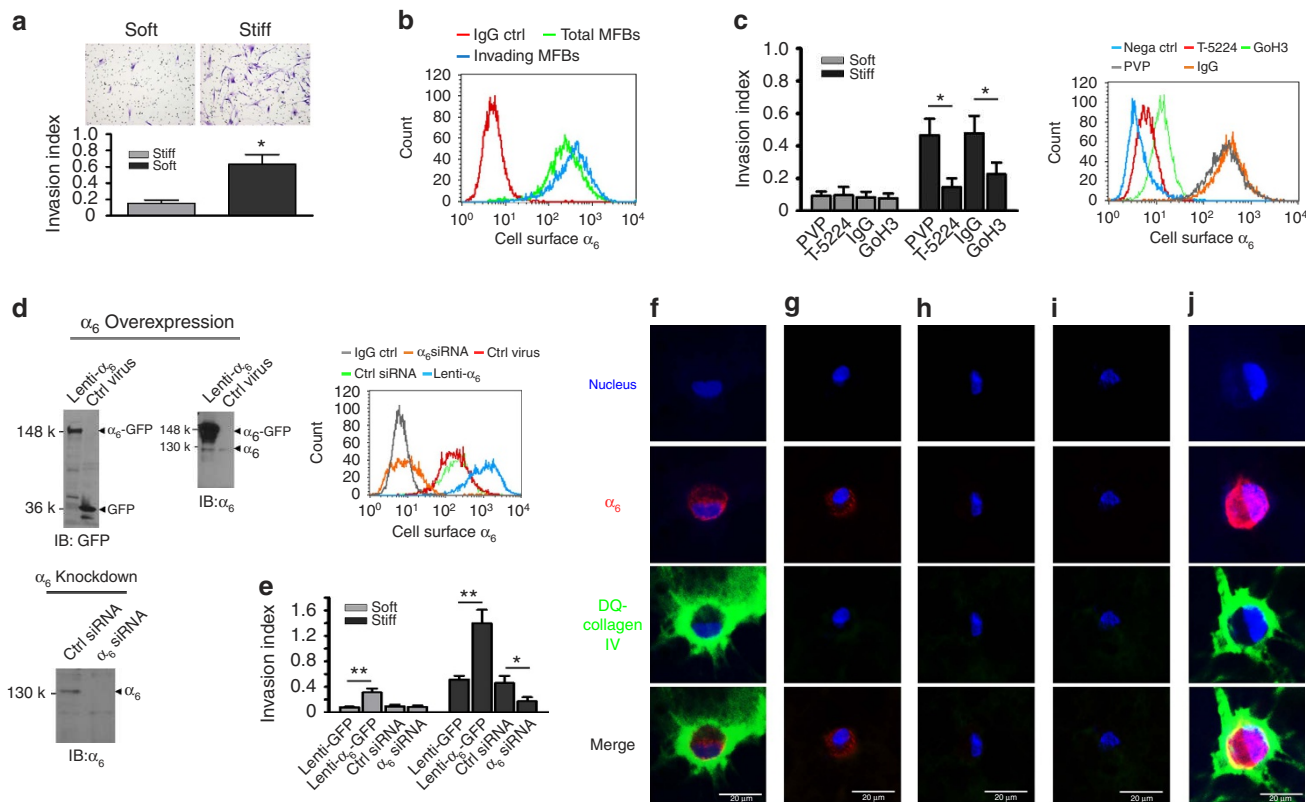 a
Soft Stiff
Invasion index
1.0
0.8
0.6
0.4
0.2
0
Stiff
Soft
*
b
IgG ctrl Total MFBs
Invading MFBs
Count
120
100
80
60
40
20
0
10⁰ 10¹ 10² 10³ 10⁴
Cell surface α₆
c
Invasion index
1.0
0.8
0.6
0.4
0.2
0
Soft
Stiff
* *
PVP T-5224 IgG GoH3 PVP T-5224 IgG GoH3
Nega ctrl T-5224 GoH3
PVP IgG
Count
120
100
80
60
40
20
0
10⁰ 10¹ 10² 10³ 10⁴
Cell surface α₆
d
α₆ Overexpression
Lenti-α₆ Ctrl virus
148 k α₆-GFP
36 k GFP
IB: GFP
Lenti-α₆ Ctrl virus
148 k α₆-GFP
130 k α₆
IB:α₆
IgG ctrl α₆siRNA Ctrl virus
Ctrl siRNA Lenti-α₆
Count
120
100
80
60
40
20
0
10⁰ 10¹ 10² 10³ 10⁴
Cell surface α₆
α₆ Knockdown
Ctrl siRNA α₆ siRNA
130 k α₆
IB:α₆
e
Invasion index
1.6
1.2
0.8
0.4
0
Soft
Stiff
** ** *
Lenti-GFP Lenti-α₆-GFP Ctrl siRNA α₆ siRNA Lenti-GFP Lenti-α₆-GFP Ctrl siRNA α₆ siRNA
f g h i j
Nucleus
α₆
DQ-
collagen
IV
Merge
20 μm 20 μm 20 μm 20 μm 20 μm